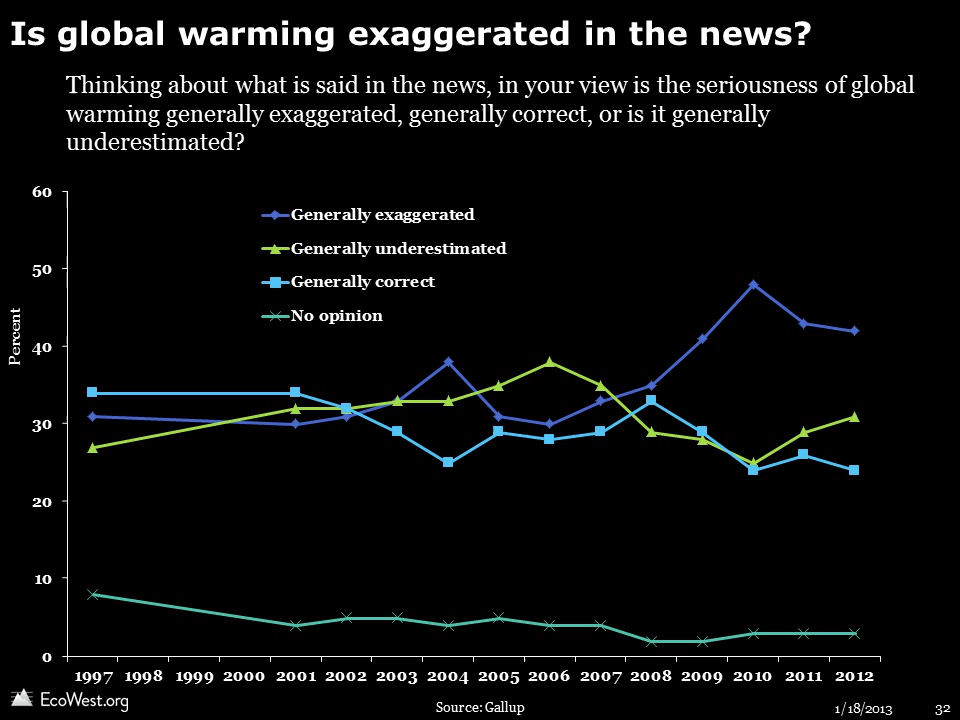 Is global warming exaggerated in the news?
Thinking about what is said in the news, in your view is the seriousness of global
warming generally exaggerated, generally correct, or is it generally
underestimated?
60
50
40
30
20
10
0
Percent
Generally exaggerated
Generally underestimated
Generally correct
No opinion
1997 1998 1999 2000 2001 2002 2003 2004 2005 2006 2007 2008 2009 2010 2011 2012
EcoWest.org
Source: Gallup
1/18/2013
32